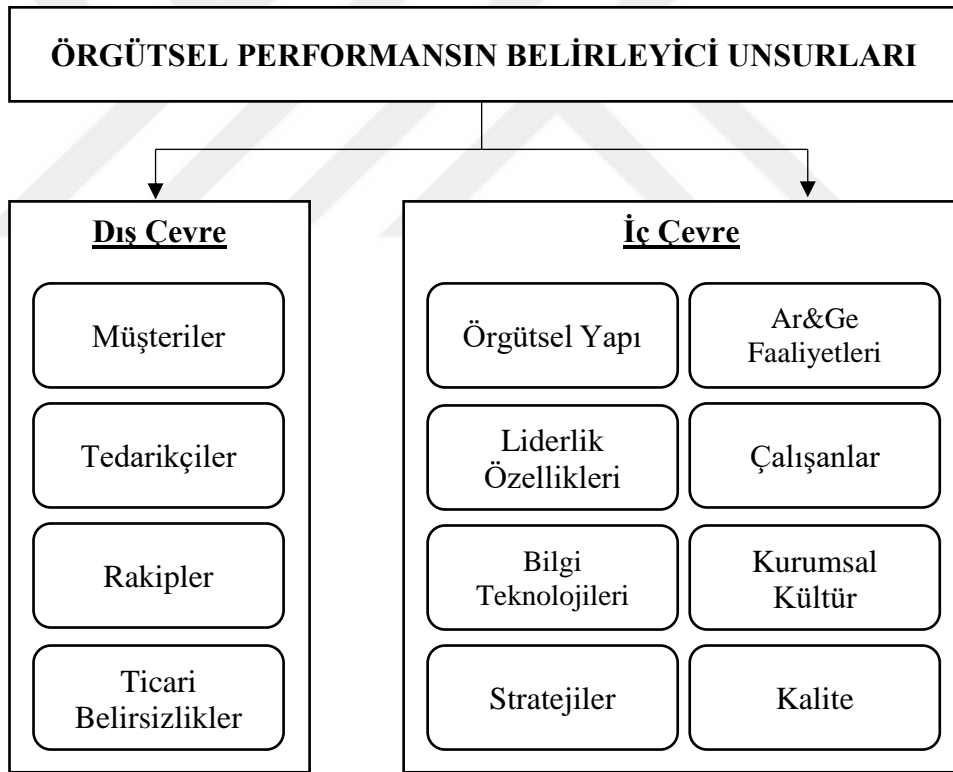 ÖRGÜTSEL PERFORMANSIN BELİRLEYİCİ UNSURLARI
Dış Çevre
Müşteriler
Tedarikçiler
Rakipler
Ticari
Belirsizlikler
İç Çevre
Örgütsel Yapı
Ar&Ge
Faaliyetleri
Liderlik
Özellikleri
Çalışanlar
Bilgi
Teknolojileri
Kurumsal
Kültür
Stratejiler
Kalite